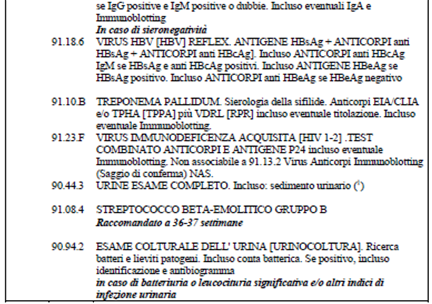 se IgG positive e IgM positive o dubbie. Incluso eventuali IgA e
Immunoblotting
In caso di sieronegatività
91.18.6 VIRUS HBV [HBV] REFLEX. ANTIGENE HBsAg + ANTICORPI anti
HBsAg + ANTICORPI anti HBcAg]. Incluso ANTICORPI anti HBcAg
IgM se HBsAg e anti HBcAg positivi. Incluso ANTIGENE HBeAg se
HBsAg positivo. Incluso ANTICORPI anti HBeAg se HBeAg negativo
91.10.B TREPONEMA PALLIDUM. Sierologia della sifilide. Anticorpi EIA/CLIA
e/o TPHA [TPPA] più VDRL [RPR] incluso eventuale titolazione. Incluso
eventuale Immunoblotting.
91.23.F VIRUS IMMUNODEFICENZA ACQUISITA [HIV 1-2] .TEST
COMBINATO ANTICORPI E ANTIGENE P24 incluso eventuale
Immunoblotting. Non associabile a 91.13.2 Virus Anticorpi Immunoblotting
(Saggio di conferma) NAS.
90.44.3 URINE ESAME COMPLETO. Incluso: sedimento urinario (¹)
91.08.4 STREPTOCOCCO BETA-EMOLITICO GRUPPO B
Raccomandato a 36-37 settimane
90.94.2 ESAME COLTURALE DELL' URINA [URINOCOLTURA]. Ricerca
batteri e lieviti patogeni. Incluso conta batterica. Se positivo, incluso
identificazione e antibiogramma
in caso di batteriuria o leucocituria significativa e/o altri indici di
infezione urinaria